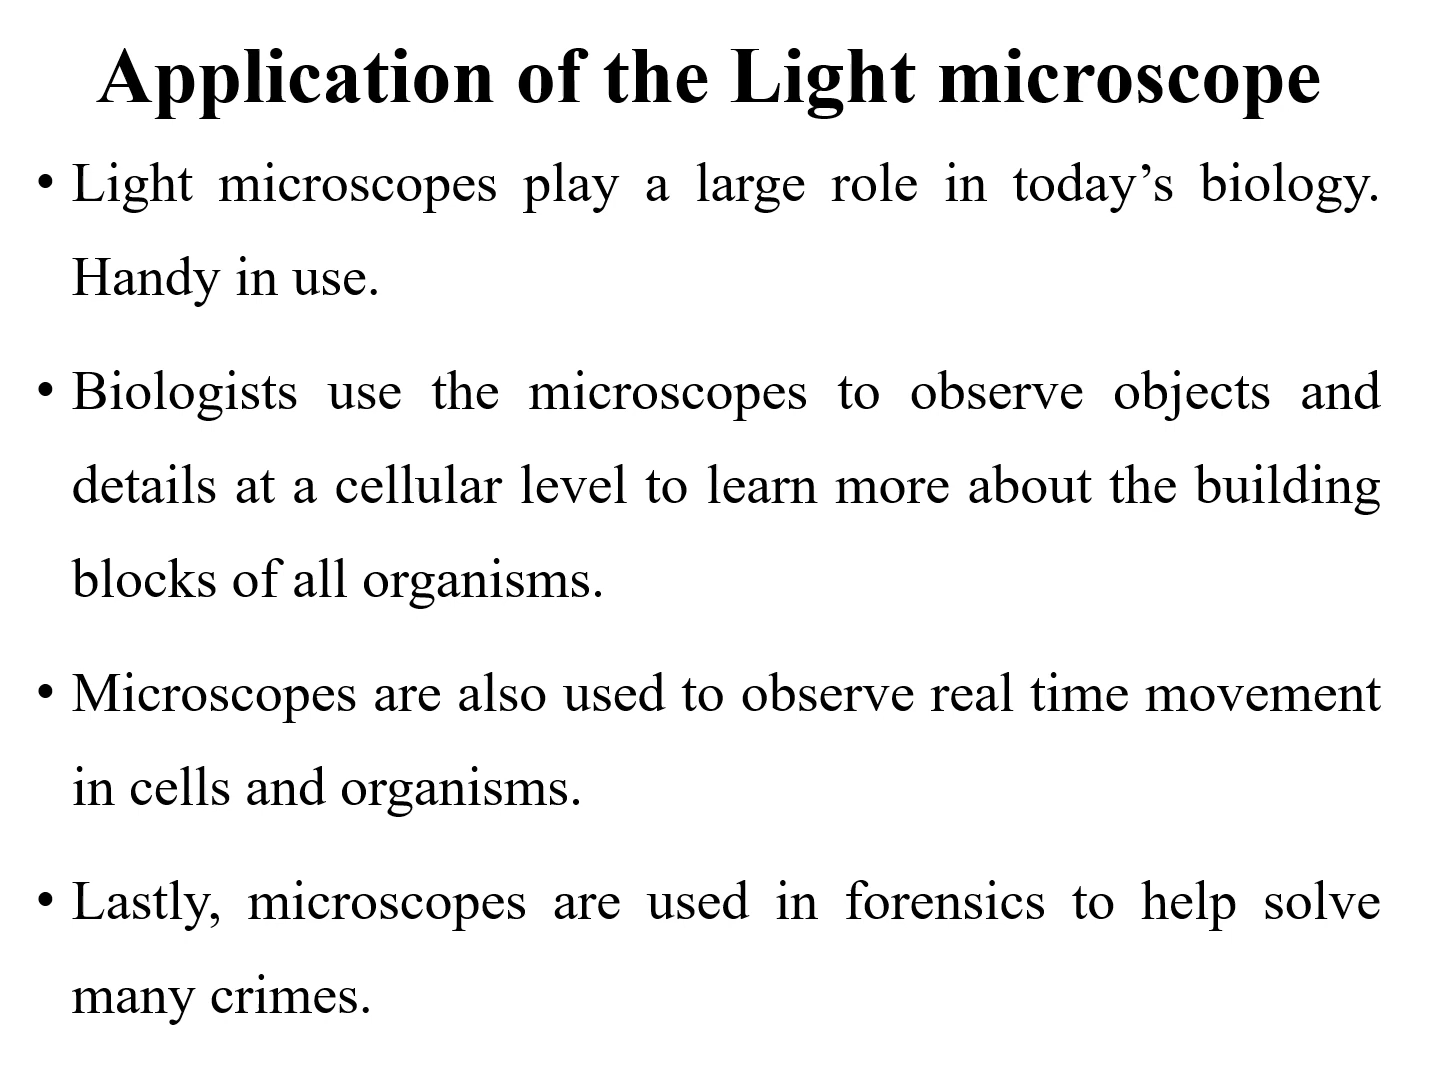 Application of the Light microscope
• Light microscopes play a large role in today’s biology.
Handy in use.
• Biologists use the microscopes to observe objects and
details at a cellular level to learn more about the building
blocks of all organisms.
• Microscopes are also used to observe real time movement
in cells and organisms.
• Lastly, microscopes are used in forensics to help solve
many crimes.